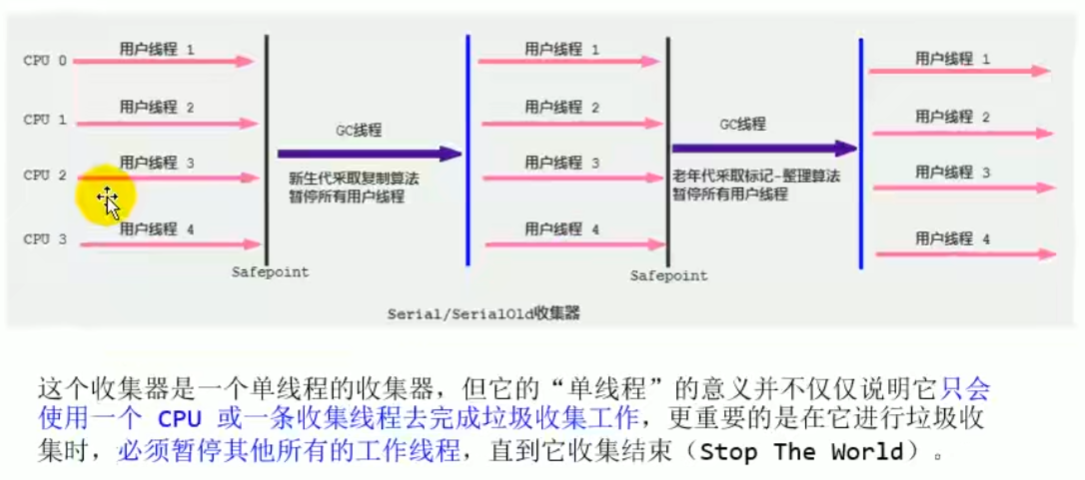 CPU 0 用户线程 1 用户线程 1 用户线程 1
CPU 1 用户线程 2 用户线程 2 用户线程 2
GC线程 GC线程
CPU 2 用户线程 3 用户线程 3 用户线程 3
新生代采取复制算法 老年代采取标记-整理算法
暂停所有用户线程 暂停所有用户线程
CPU 3 用户线程 4 用户线程 4 用户线程 4
Safepoint Safepoint
Serial/SerialOld收集器
这个收集器是一个单线程的收集器，但它的“单线程”的意义并不仅仅说明它只会
使用一个 CPU 或一条收集线程去完成垃圾收集工作，更重要的是在它进行垃圾收
集时，必须暂停其他所有的工作线程，直到它收集结束（Stop The World）。